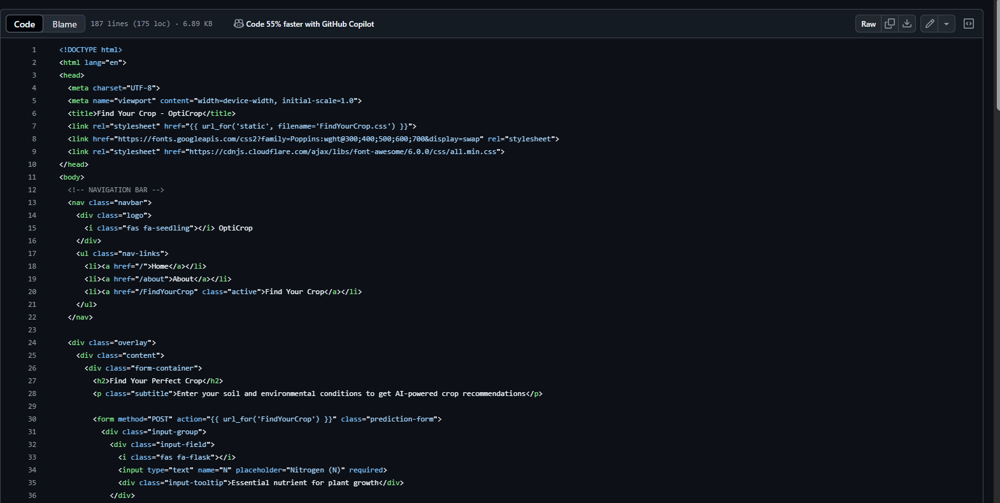 Code Blame 187 lines (175 loc) · 6.89 KB Code 55% faster with GitHub Copilot Raw
1 <!DOCTYPE html>
2 <html lang="en">
3 <head>
4 <meta charset="UTF-8">
5 <meta name="viewport" content="width=device-width, initial-scale=1.0">
6 <title>Find Your Crop - OptiCrop</title>
7 <link rel="stylesheet" href="{{ url_for('static', filename='FindYourCrop.css') }}">
8 <link href="https://fonts.googleapis.com/css2?family=Poppins:wght@300;400;500;600;700&display=swap" rel="stylesheet">
9 <link rel="stylesheet" href="https://cdnjs.cloudflare.com/ajax/libs/font-awesome/6.0.0/css/all.min.css">
10 </head>
11 <body>
12 <!-- NAVIGATION BAR -->
13 <nav class="navbar">
14 <div class="logo">
15 <i class="fas fa-seedling"></i> OptiCrop
16 </div>
17 <ul class="nav-links">
18 <li><a href="/">Home</a></li>
19 <li><a href="/about">About</a></li>
20 <li><a href="/FindYourCrop" class="active">Find Your Crop</a></li>
21 </ul>
22 </nav>
23
24 <div class="overlay">
25 <div class="content">
26 <div class="form-container">
27 <h2>Find Your Perfect Crop</h2>
28 <p class="subtitle">Enter your soil and environmental conditions to get AI-powered crop recommendations</p>
29
30 <form method="POST" action="{{ url_for('FindYourCrop') }}" class="prediction-form">
31 <div class="input-group">
32 <div class="input-field">
33 <i class="fas fa-flask"></i>
34 <input type="text" name="N" placeholder="Nitrogen (N)" required>
35 <div class="input-tooltip">Essential nutrient for plant growth</div>
36 </div>